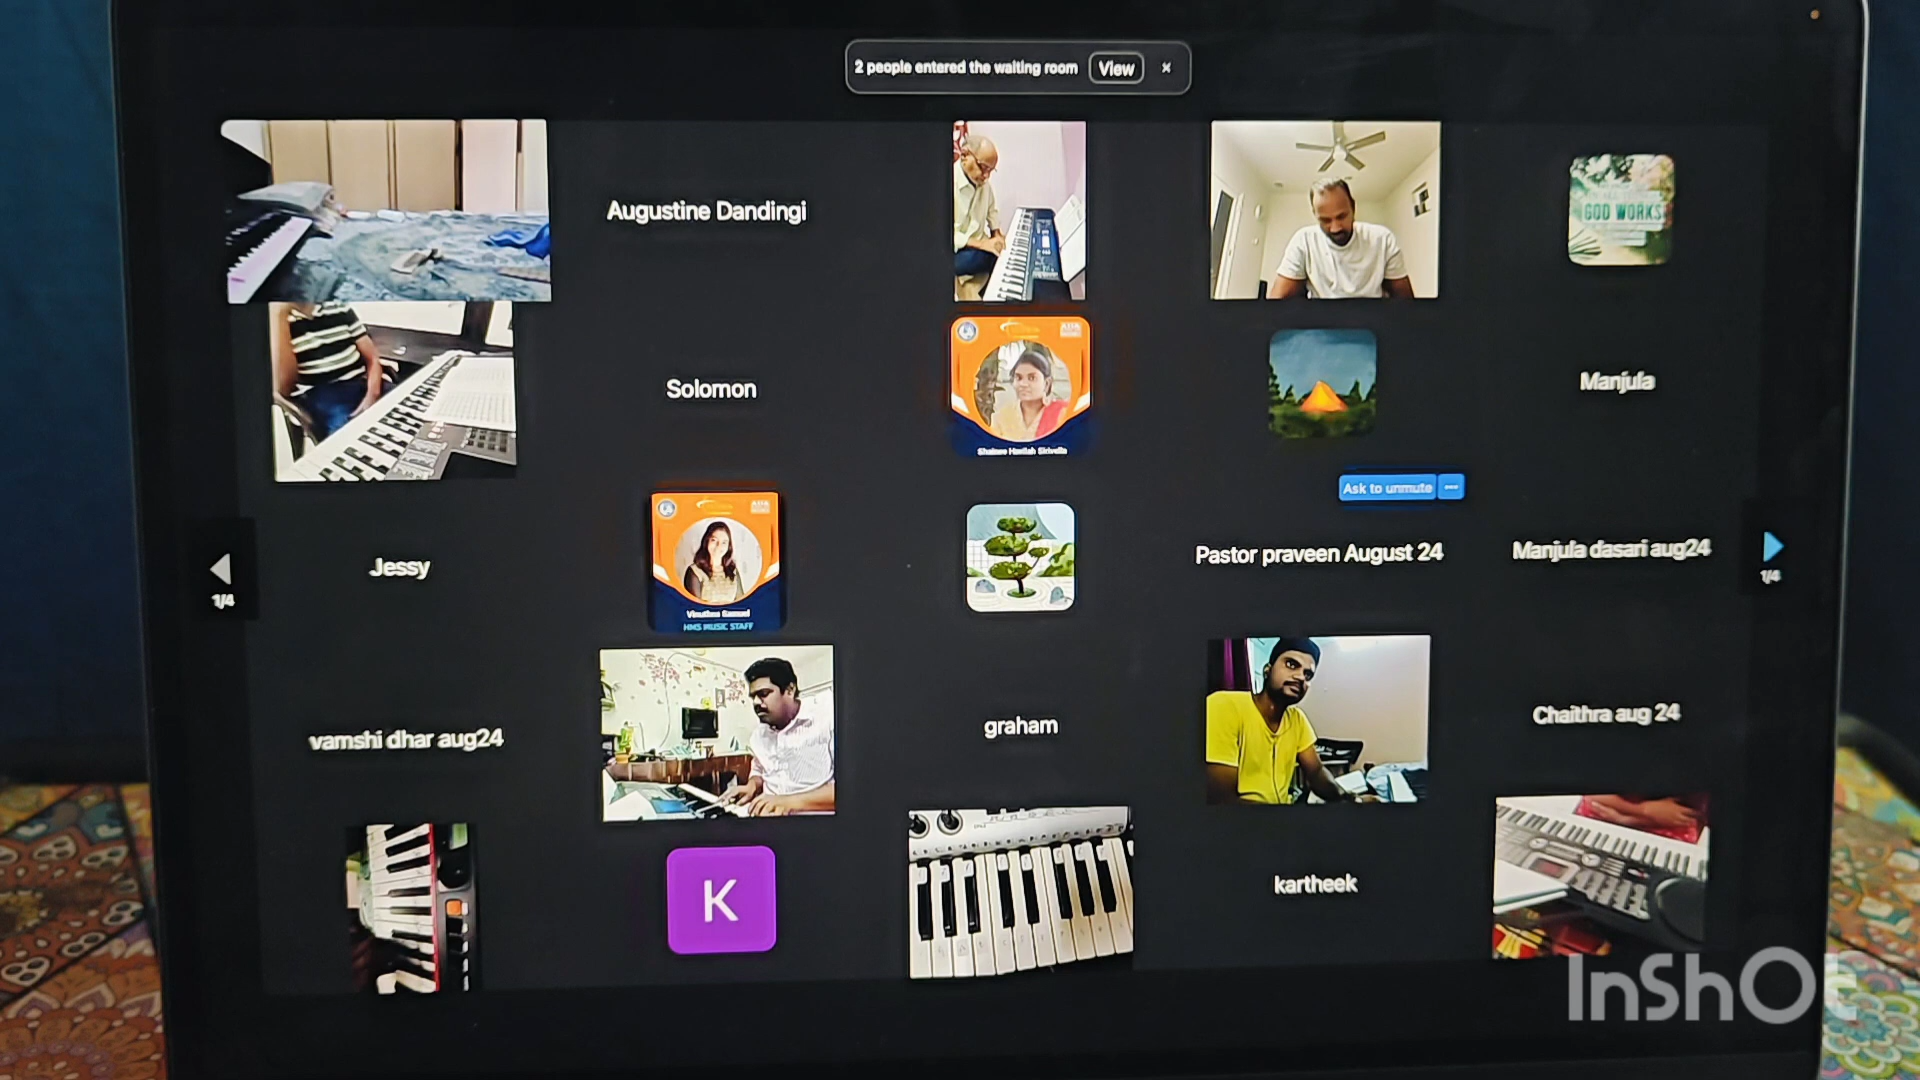 2 people entered the waiting room View
Augustine Dandingi
GOD WORKS
Solomon
Manjula
Ask to unmute
Jessy
Vinuthna Samuel
HMS MUSIC STAFF
Pastor praveen August 24
Manjula dasari aug24
1/4
1/4
vamshi dhar aug24
graham
Chaithra aug 24
K
kartheek
InShOt